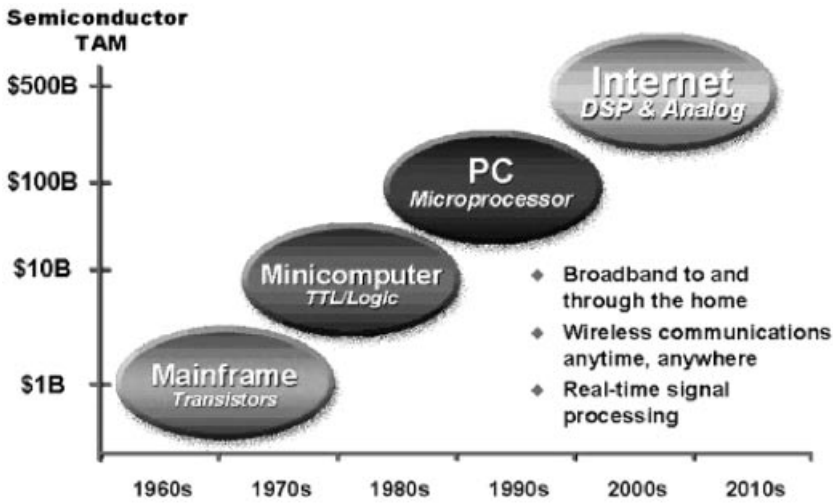 Semiconductor
TAM
$500B
$100B
$10B
$1B
Internet
DSP & Analog
PC
Microprocessor
Minicomputer
TTL/Logic
Mainframe
Transistors
◆ Broadband to and
through the home
◆ Wireless communications
anytime, anywhere
◆ Real-time signal
processing
1960s 1970s 1980s 1990s 2000s 2010s